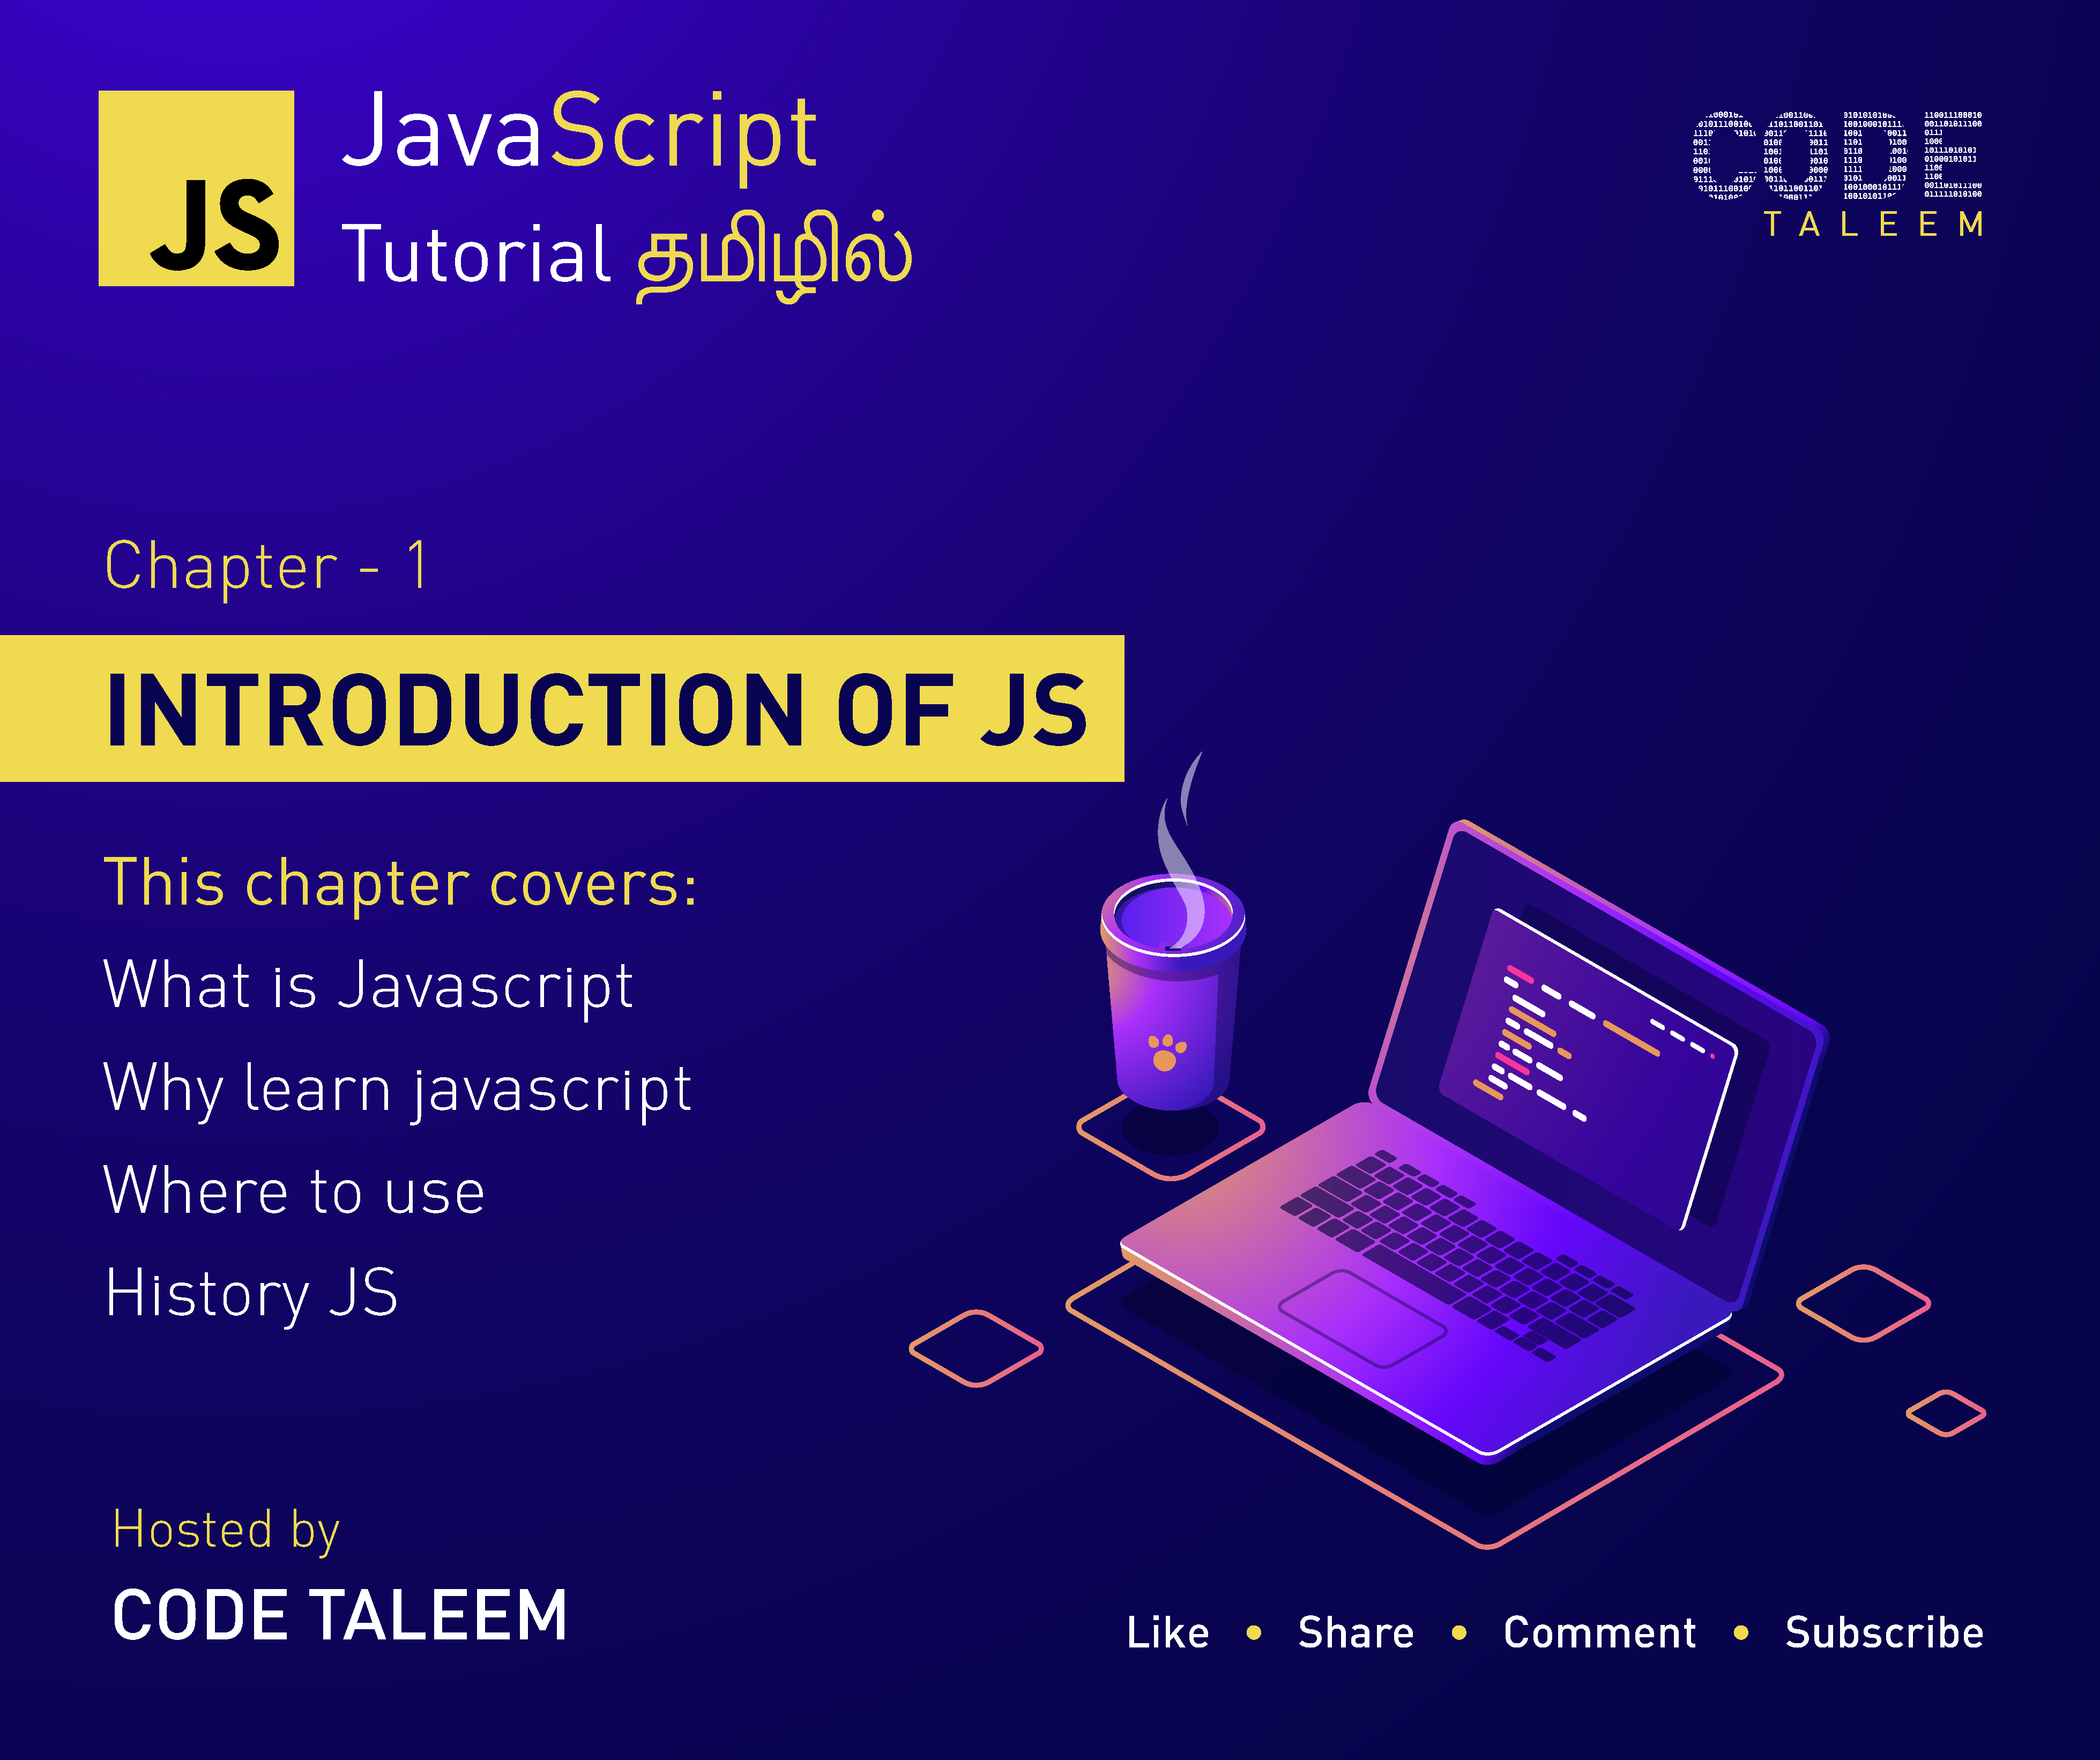 JS
JavaScript
Tutorial தமிழில்
CODE
TALEEM
Chapter - 1
INTRODUCTION OF JS
This chapter covers:
What is Javascript
Why learn javascript
Where to use
History JS
Hosted by
CODE TALEEM
Like • Share • Comment • Subscribe